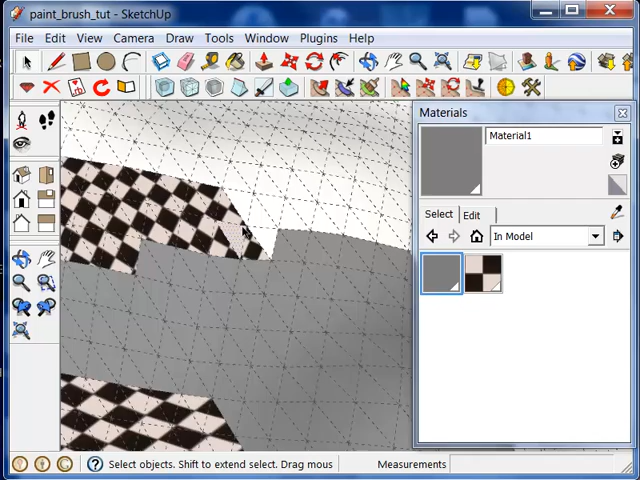 paint_brush_tut - SketchUp
File Edit View Camera Draw Tools Window Plugins Help
Materials
Material1
Select Edit
In Model
Select objects. Shift to extend select. Drag mous
Measurements